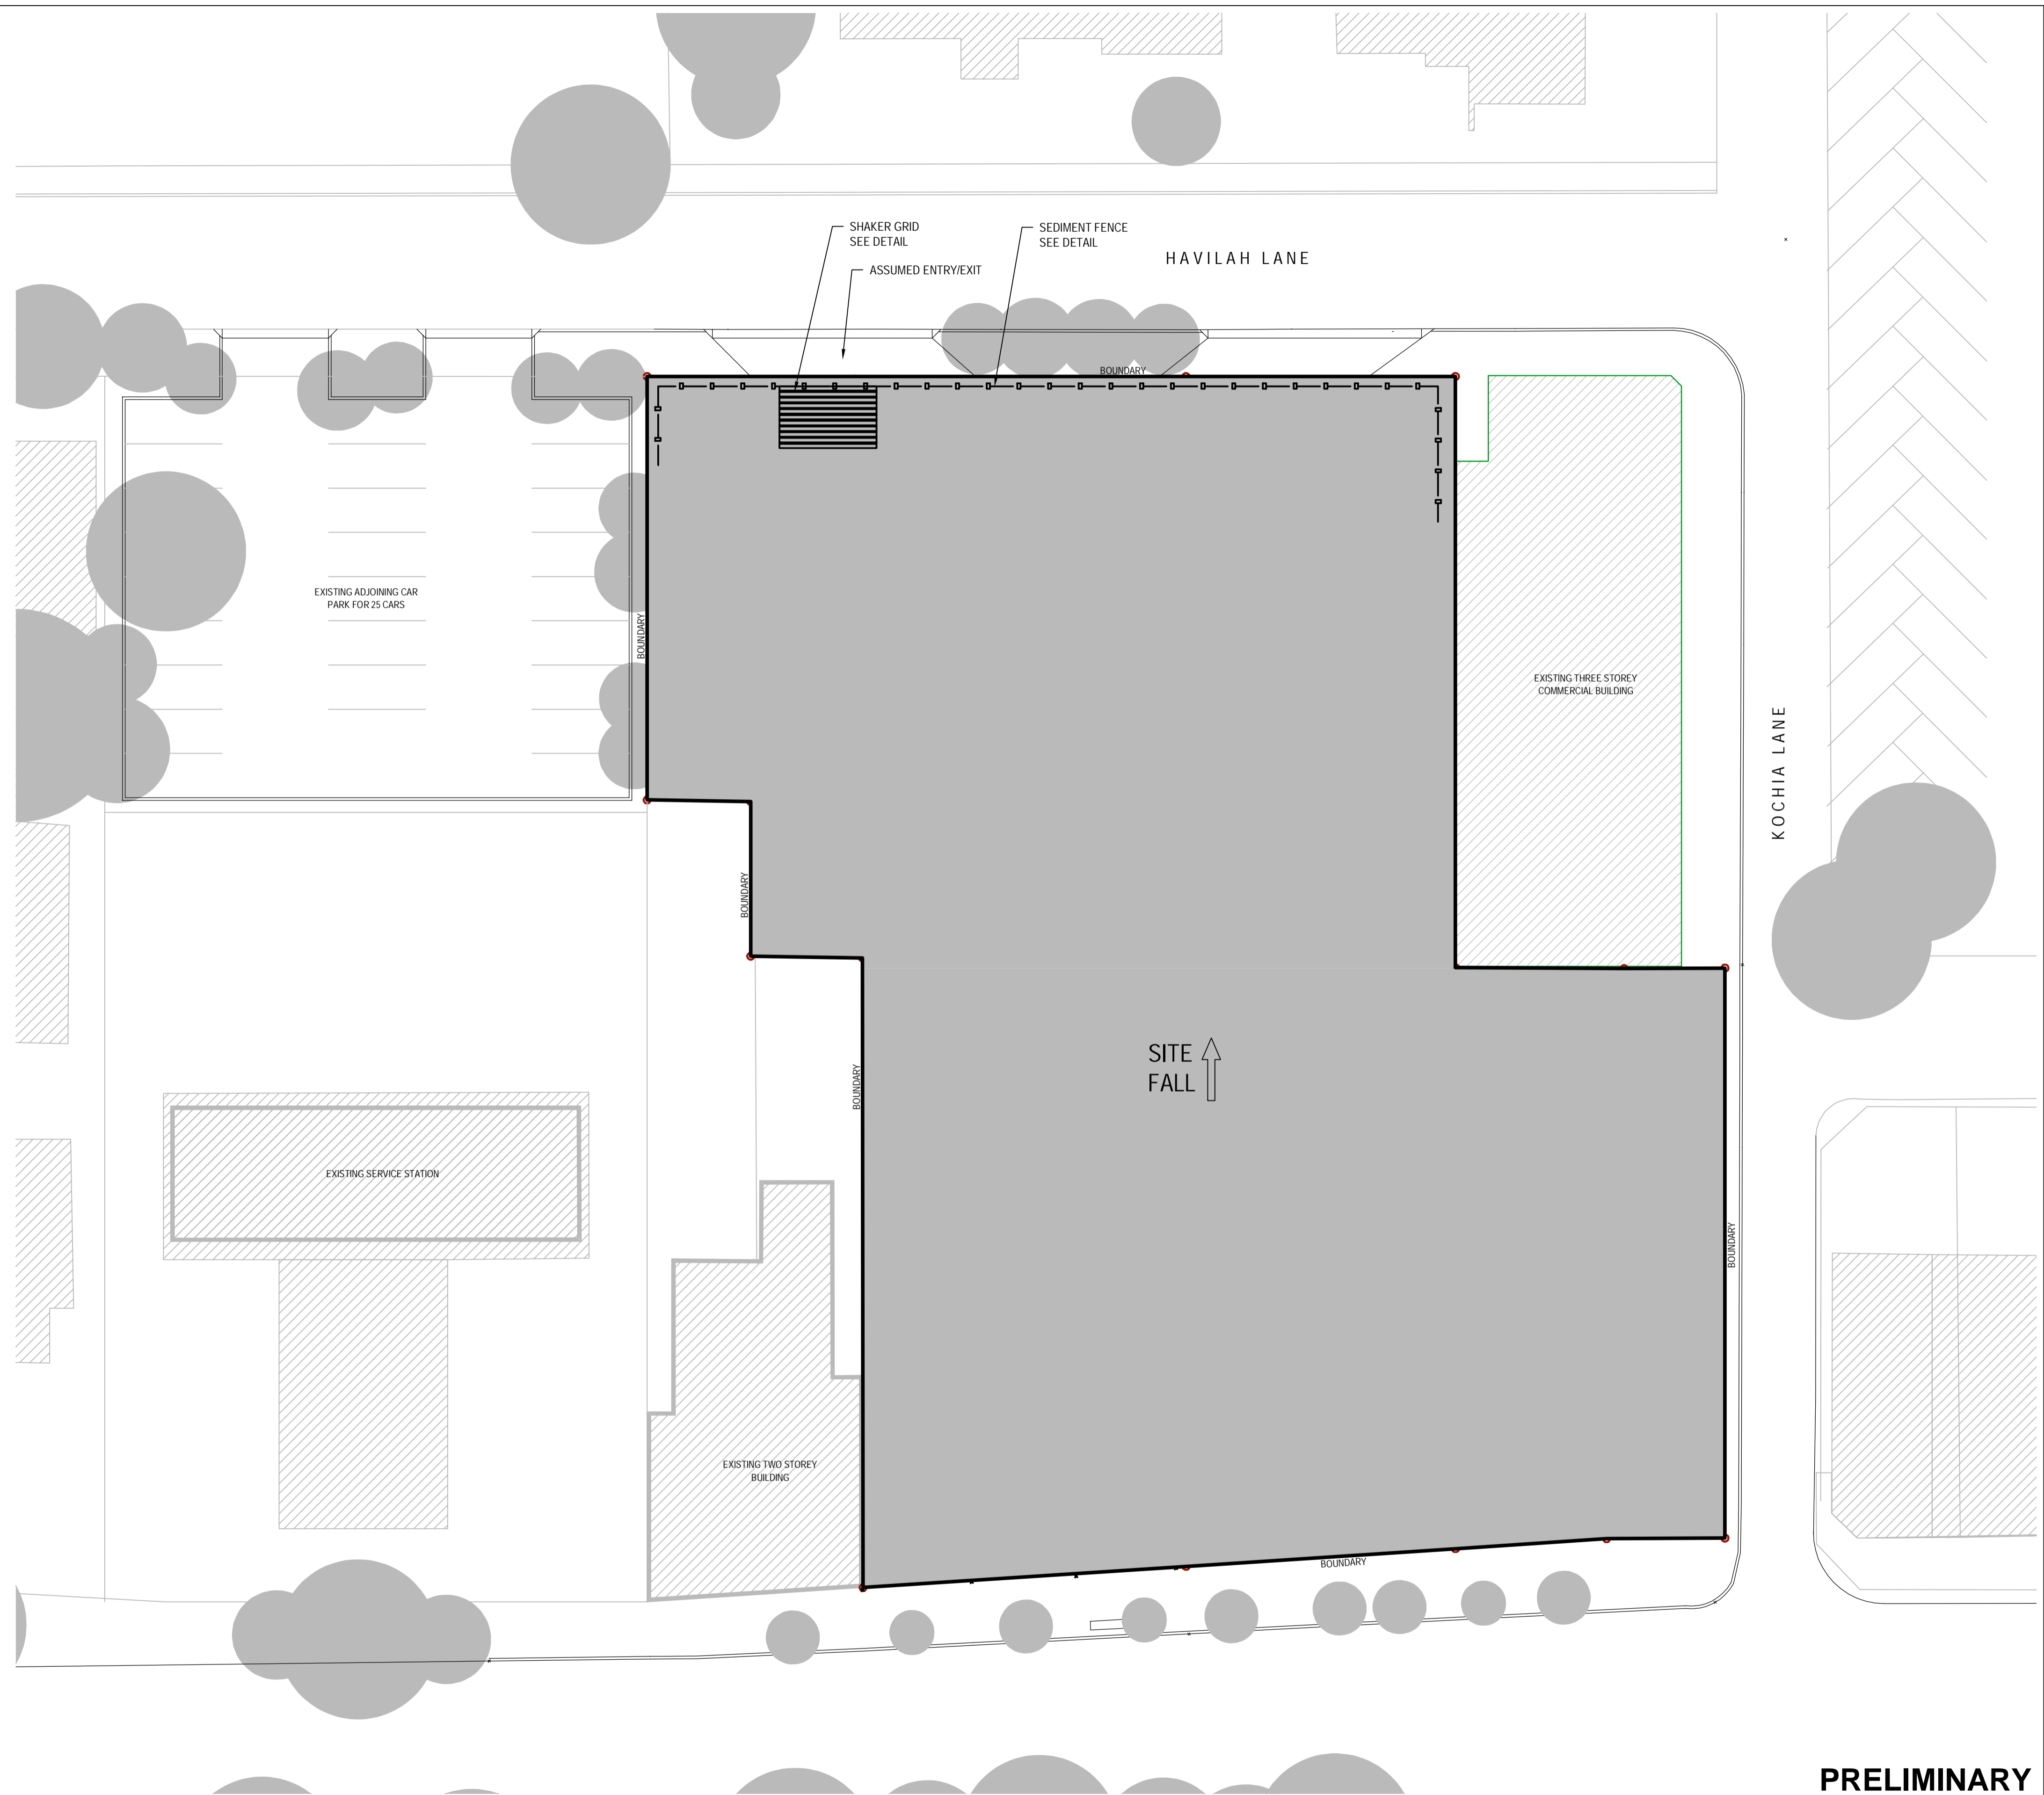 SHAKER GRID
SEE DETAIL
SEDIMENT FENCE
SEE DETAIL
HAVILAH LANE
ASSUMED ENTRY/EXIT
BOUNDARY
EXISTING ADJOINING CAR
PARK FOR 25 CARS
BOUNDARY
EXISTING THREE STOREY
COMMERCIAL BUILDING
KOCHIA LANE
BOUNDARY
SITE
FALL
BOUNDARY
EXISTING SERVICE STATION
BOUNDARY
EXISTING TWO STOREY
BUILDING
BOUNDARY
PRELIMINARY